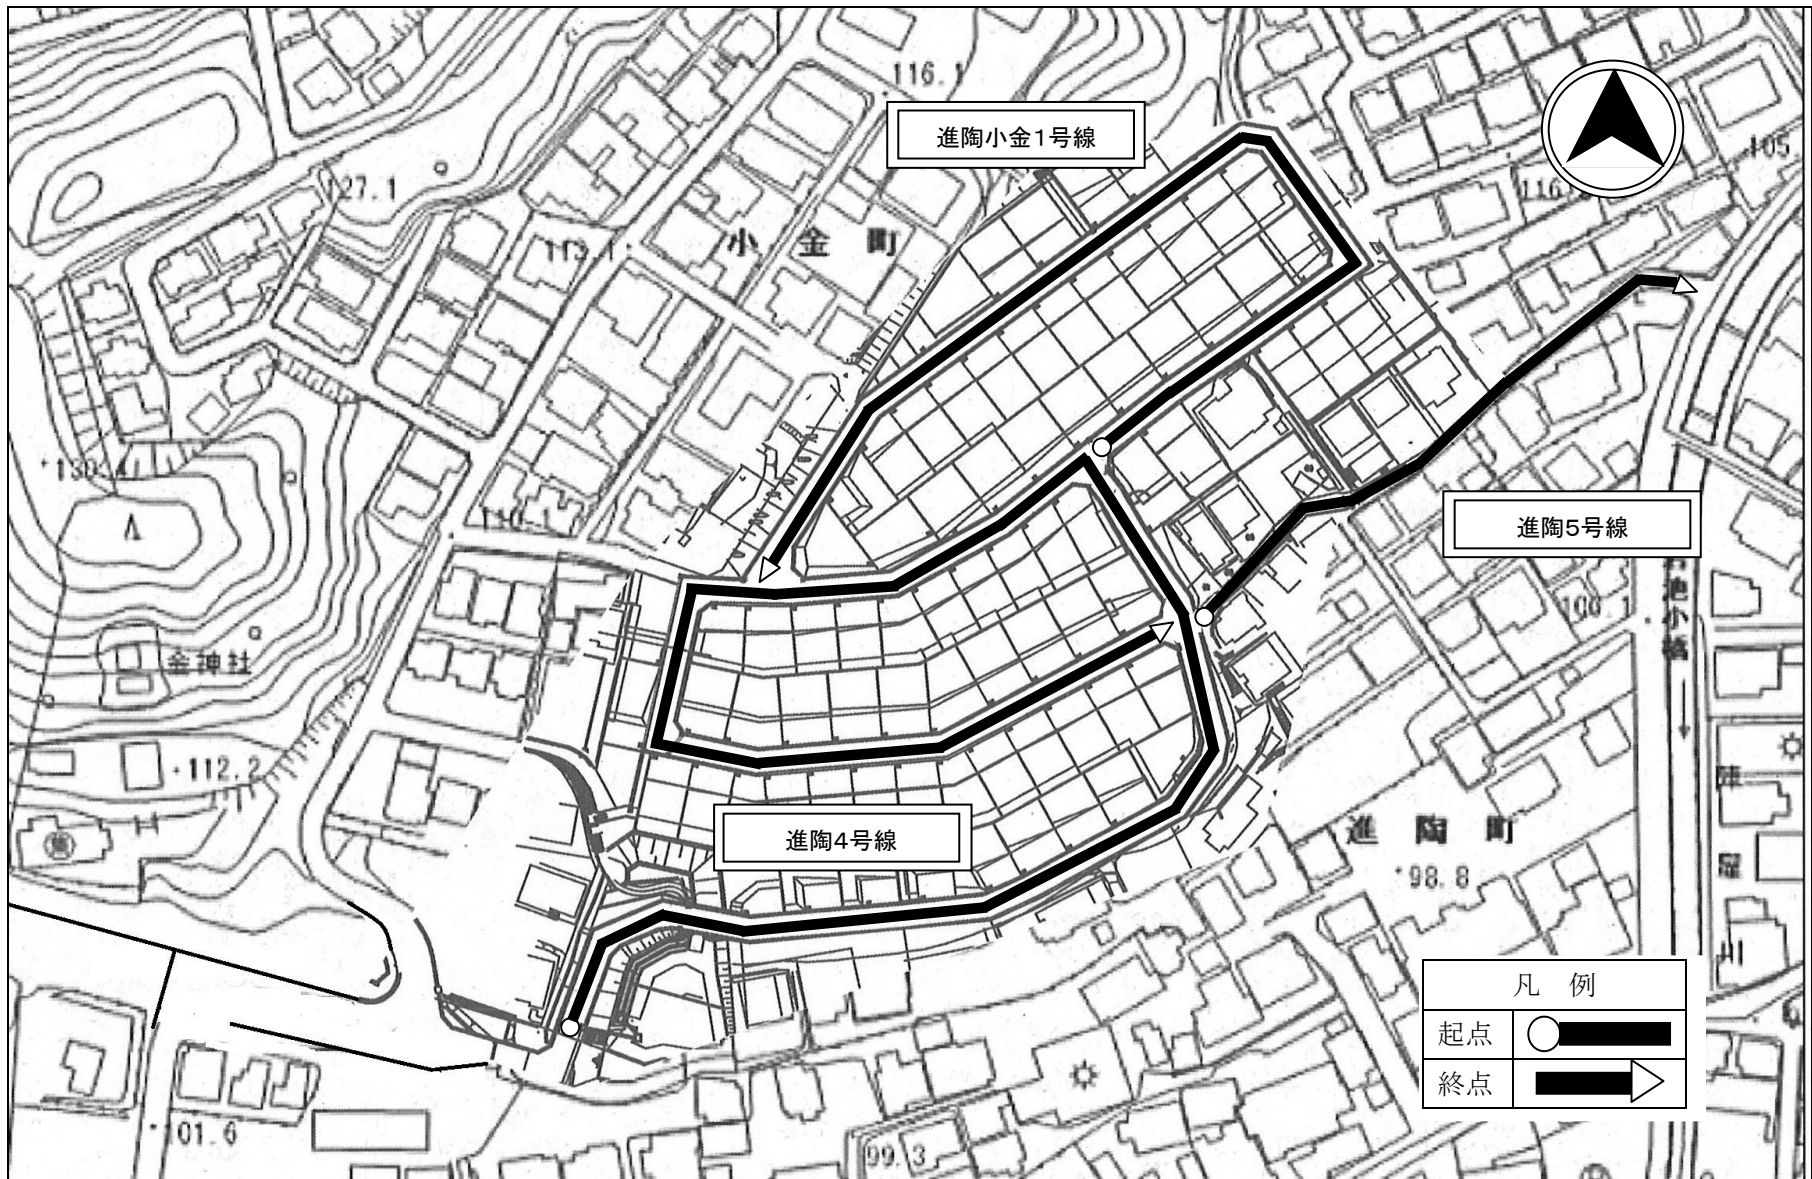 116.1
進陶小金1号線
105
127.1
113.1
小金町
進陶5号線
金神社
112.2
進陶4号線
進陶町
98.8
凡 例
起点
終点
99.3